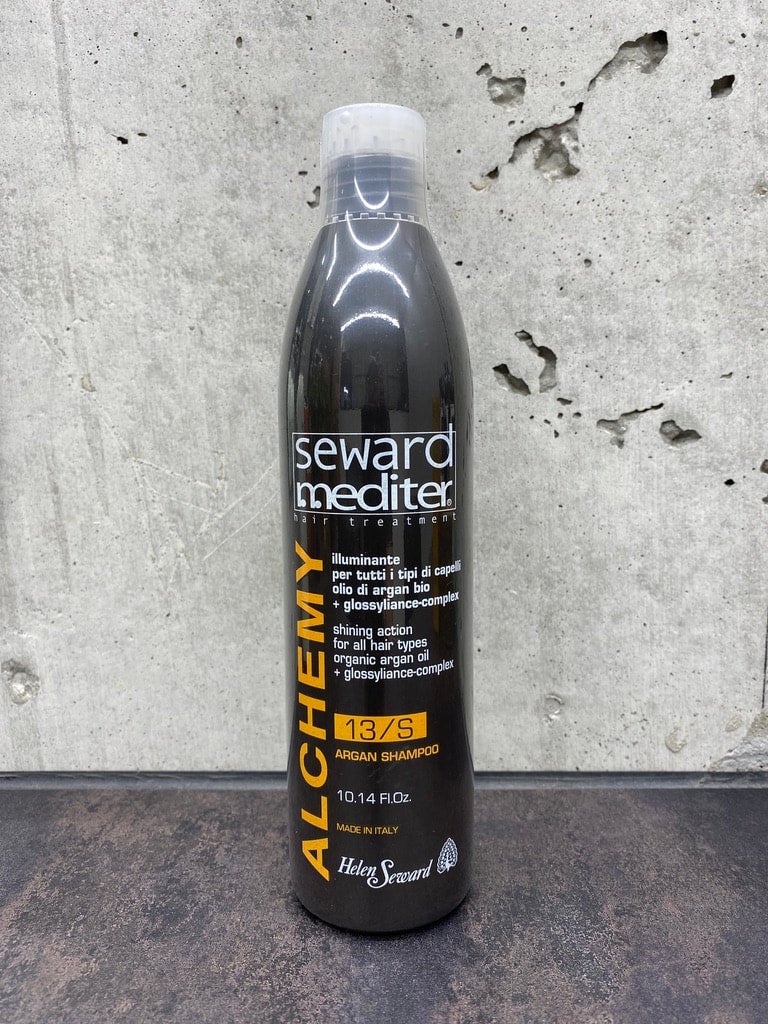 seward
mediter®
hair treatment
ALCHEMY
illuminante
per tutti i tipi di capelli
olio di argan bio
+ glossyliance-complex
shining action
for all hair types
organic argan oil
+ glossyliance-complex
13/S
ARGAN SHAMPOO
10.14 Fl.Oz.
MADE IN ITALY
Helen Seward